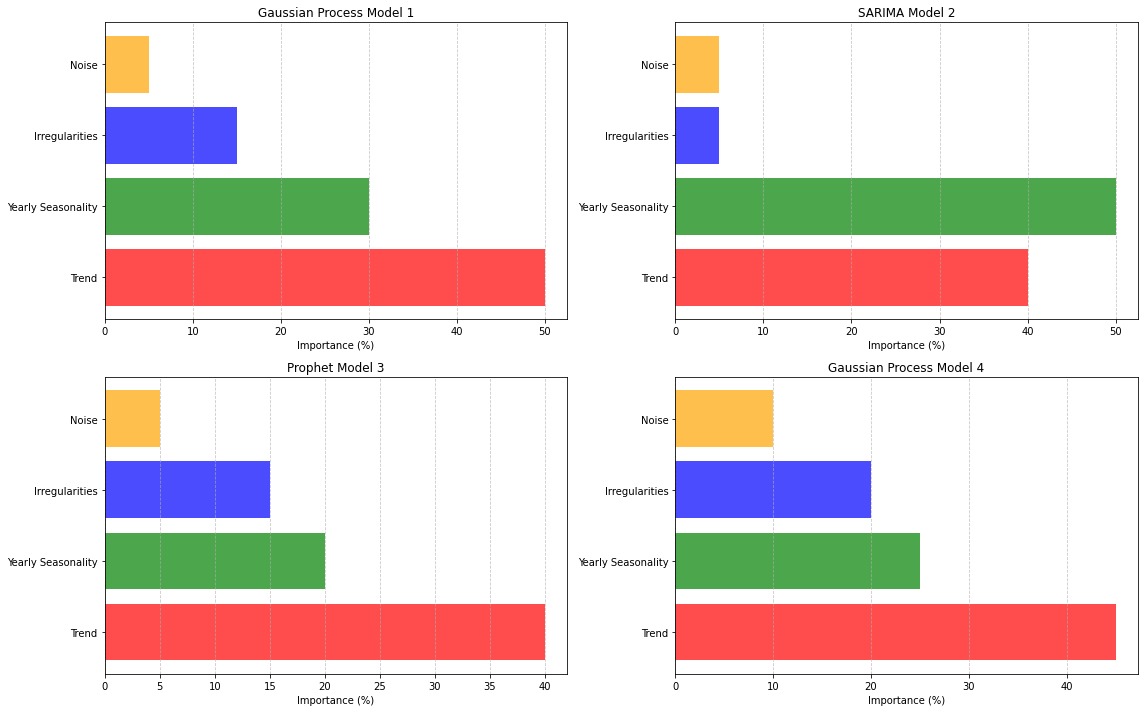 Gaussian Process Model 1
Noise
Irregularities
Yearly Seasonality
Trend
0 10 20 30 40 50
Importance (%)
SARIMA Model 2
Noise
Irregularities
Yearly Seasonality
Trend
0 10 20 30 40 50
Importance (%)
Prophet Model 3
Noise
Irregularities
Yearly Seasonality
Trend
0 5 10 15 20 25 30 35 40
Importance (%)
Gaussian Process Model 4
Noise
Irregularities
Yearly Seasonality
Trend
0 10 20 30 40
Importance (%)